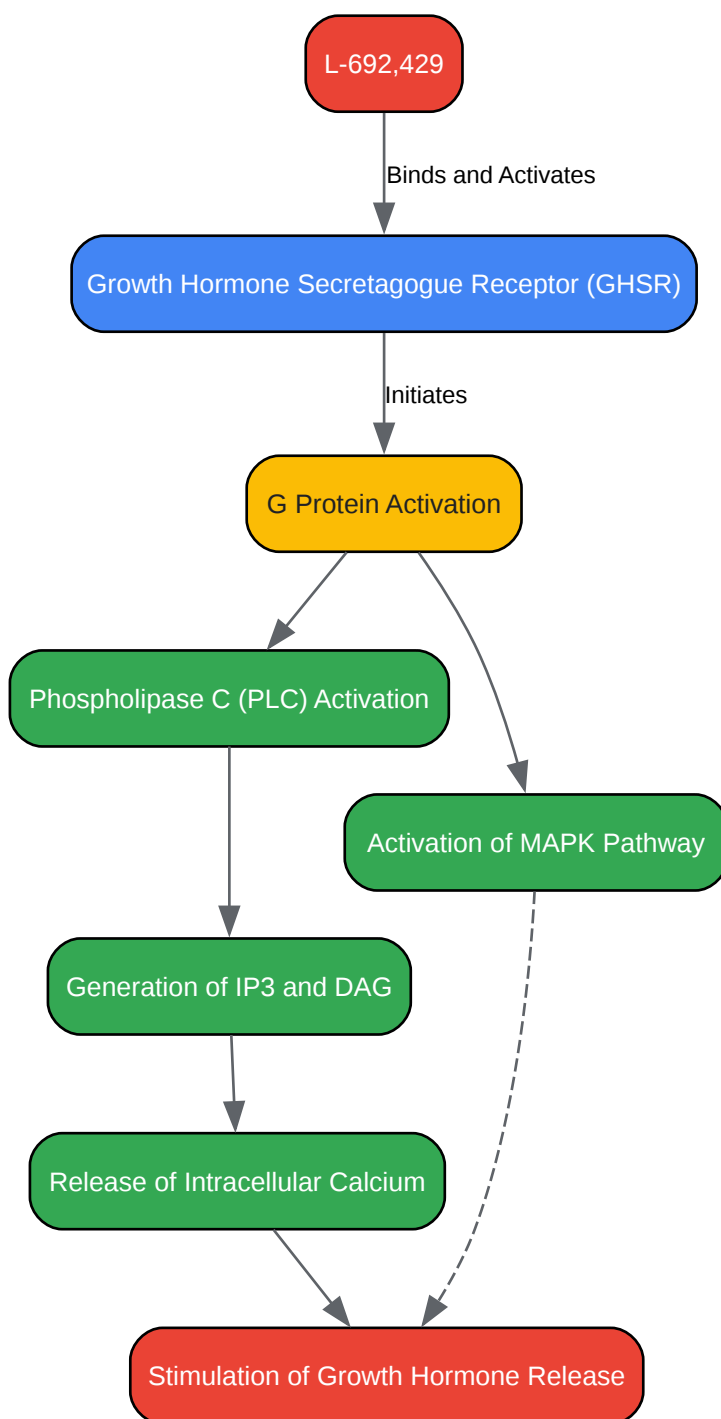 L-692,429
Binds and Activates
Growth Hormone Secretagogue Receptor (GHSR)
Initiates
G Protein Activation
Phospholipase C (PLC) Activation
Activation of MAPK Pathway
Generation of IP3 and DAG
Release of Intracellular Calcium
Stimulation of Growth Hormone Release